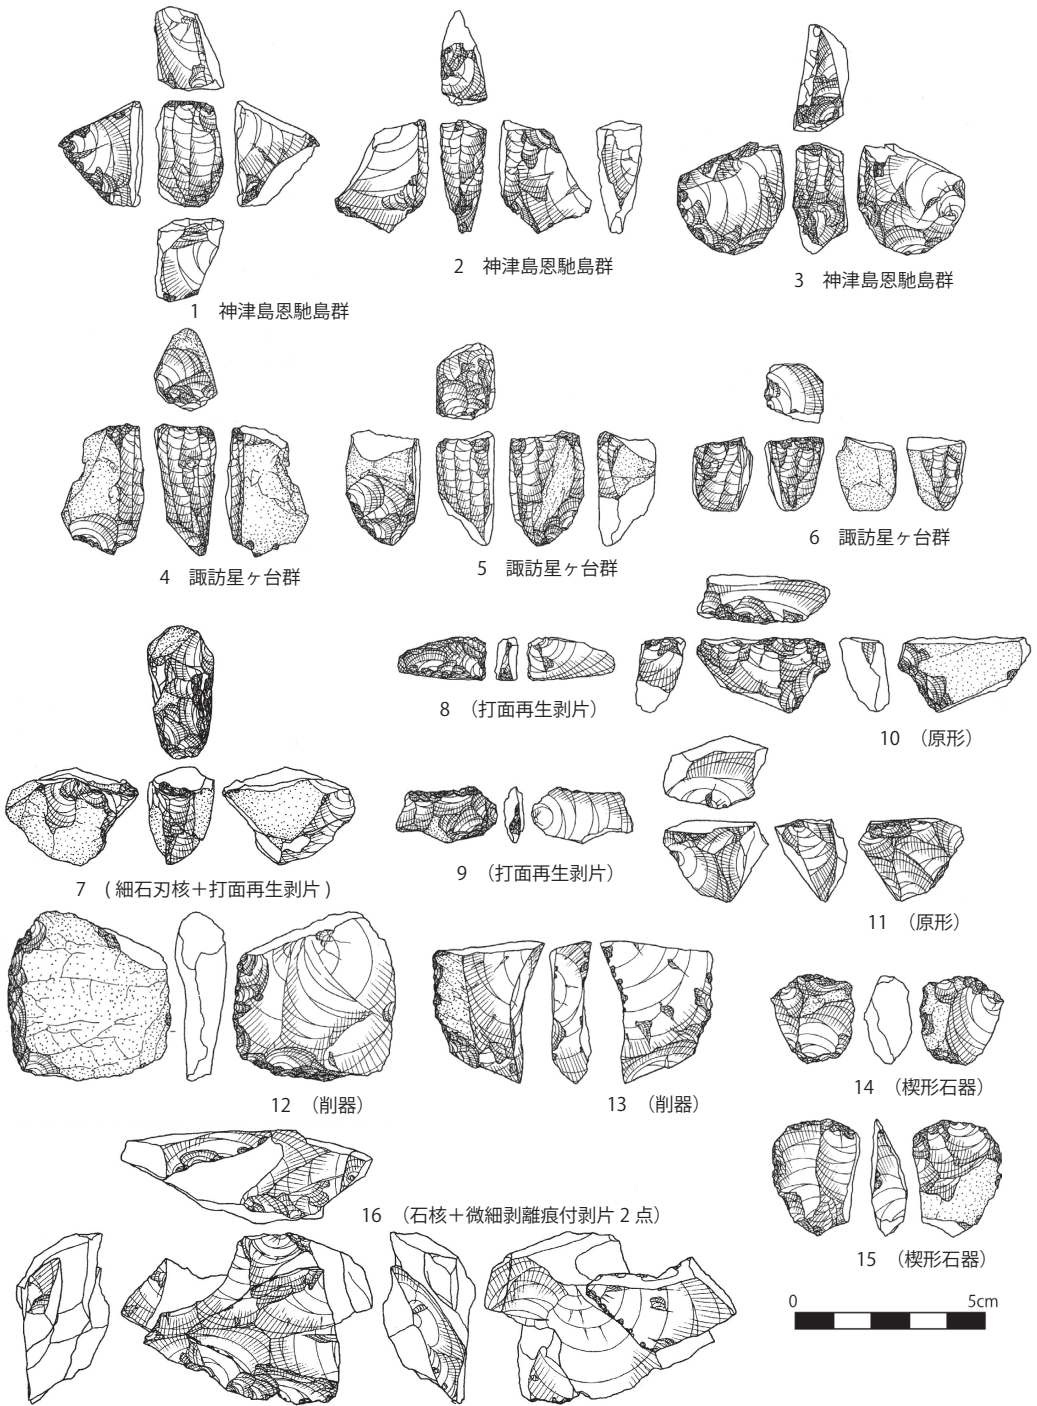 1 神津島恩馳島群
2 神津島恩馳島群
3 神津島恩馳島群
4 諏訪星ヶ台群
5 諏訪星ヶ台群
6 諏訪星ヶ台群
7 (細石刃核＋打面再生剥片)
8 （打面再生剥片）
9 （打面再生剥片）
10 （原形）
11 （原形）
12 （削器）
13 （削器）
14 （楔形石器）
15 （楔形石器）
16 （石核＋微細剥離痕付剥片 2 点）
0 5cm